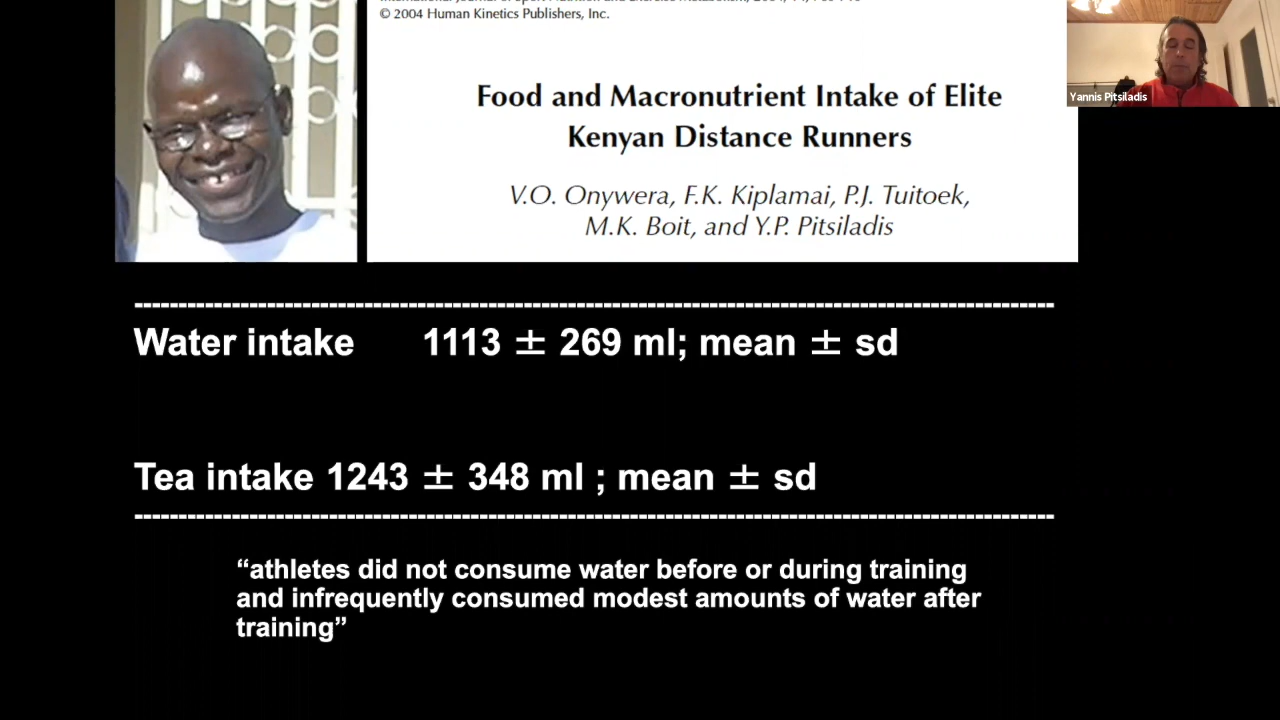 © 2004 Human Kinetics Publishers, Inc.
Food and Macronutrient Intake of Elite
Kenyan Distance Runners
V.O. Onywera, F.K. Kiplamai, P.J. Tuitoek,
M.K. Boit, and Y.P. Pitsiladis
Yannis Pitsiladis
Water intake 1113 ± 269 ml; mean ± sd
Tea intake 1243 ± 348 ml ; mean ± sd
“athletes did not consume water before or during training
and infrequently consumed modest amounts of water after
training”